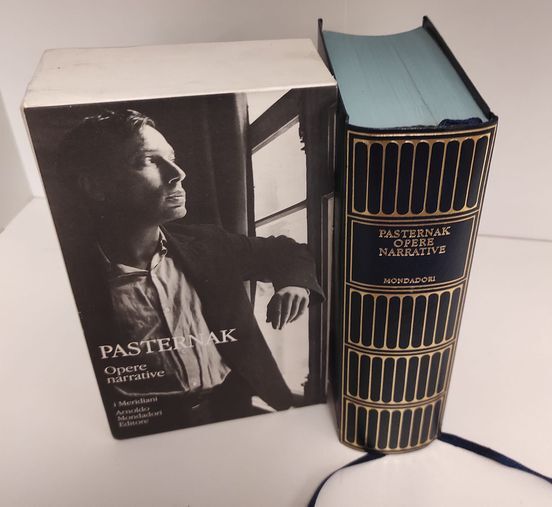 PASTERNAK
Opere
narrative
i Meridiani
Arnoldo
Mondadori
Editore
PASTERNAK
OPERE
NARRATIVE
MONDADORI